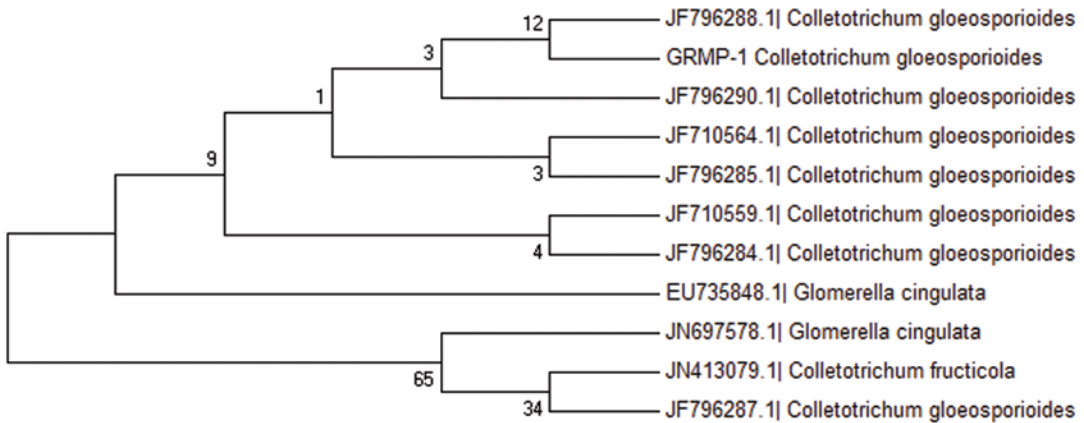 12
JF796288.1| Colletotrichum gloeosporioides
3
GRMP-1 Colletotrichum gloeosporioides
1
JF796290.1| Colletotrichum gloeosporioides
JF710564.1| Colletotrichum gloeosporioides
9
3
JF796285.1| Colletotrichum gloeosporioides
JF710559.1| Colletotrichum gloeosporioides
4
JF796284.1| Colletotrichum gloeosporioides
EU735848.1| Glomerella cingulata
JN697578.1| Glomerella cingulata
65
JN413079.1| Colletotrichum fructicola
34
JF796287.1| Colletotrichum gloeosporioides